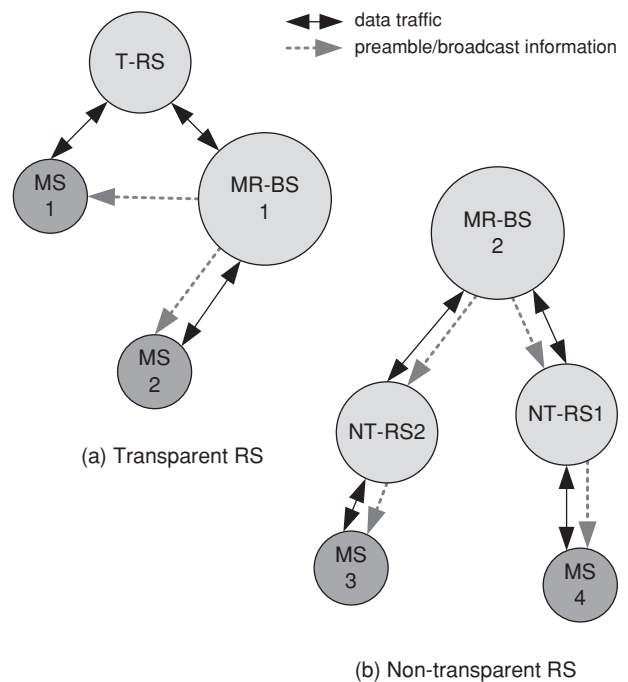 data traffic
preamble/broadcast information
T-RS
MS
1
MR-BS
1
MS
2
(a) Transparent RS
MR-BS
2
NT-RS2
NT-RS1
MS
3
MS
4
(b) Non-transparent RS